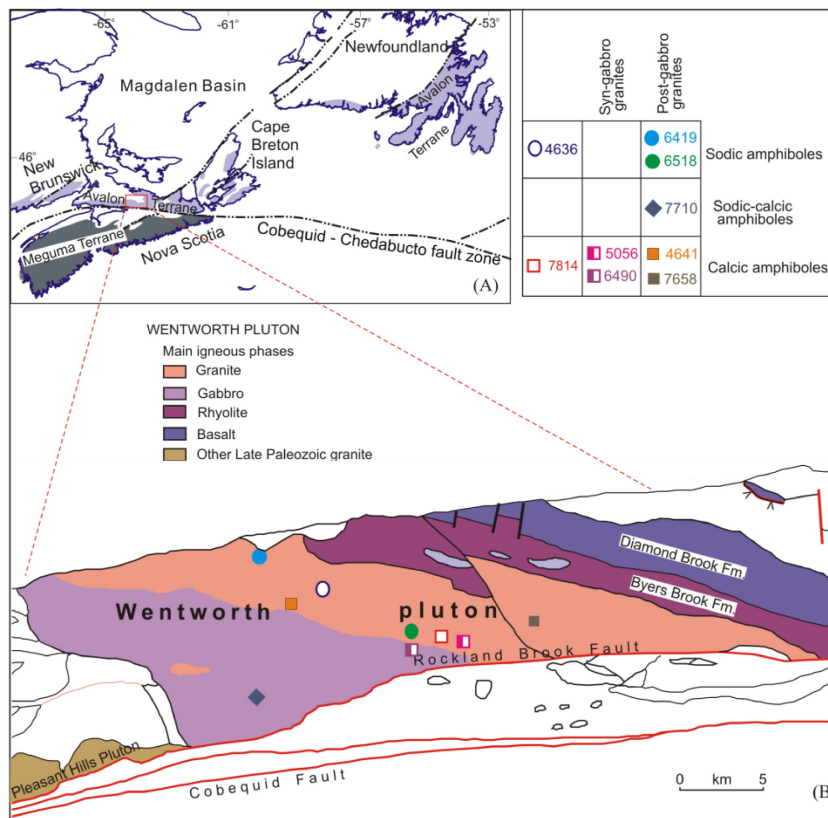 -65
-61
-57
-53
Newfoundland
Magdalen Basin
Avalon
Terrane
Cape
Breton
Island
46
New
Brunswick
Avalon Terrane
Meguma Terrane
Nova Scotia
Cobequid - Chedabucto fault zone
(A)
Syn-gabbro
granites
Post-gabbro
granites
4636
6419
6518
Sodic amphiboles
7710
Sodic-calcic
amphiboles
7814
5056
6490
4641
7658
Calcic amphiboles
WENTWORTH PLUTON
Main igneous phases
Granite
Gabbro
Rhyolite
Basalt
Other Late Paleozoic granite
Diamond Brook Fm.
Byers Brook Fm.
Wentworth pluton
Rockland Brook Fault
Pleasant Hills Pluton
Cobequid Fault
0 km 5
(B